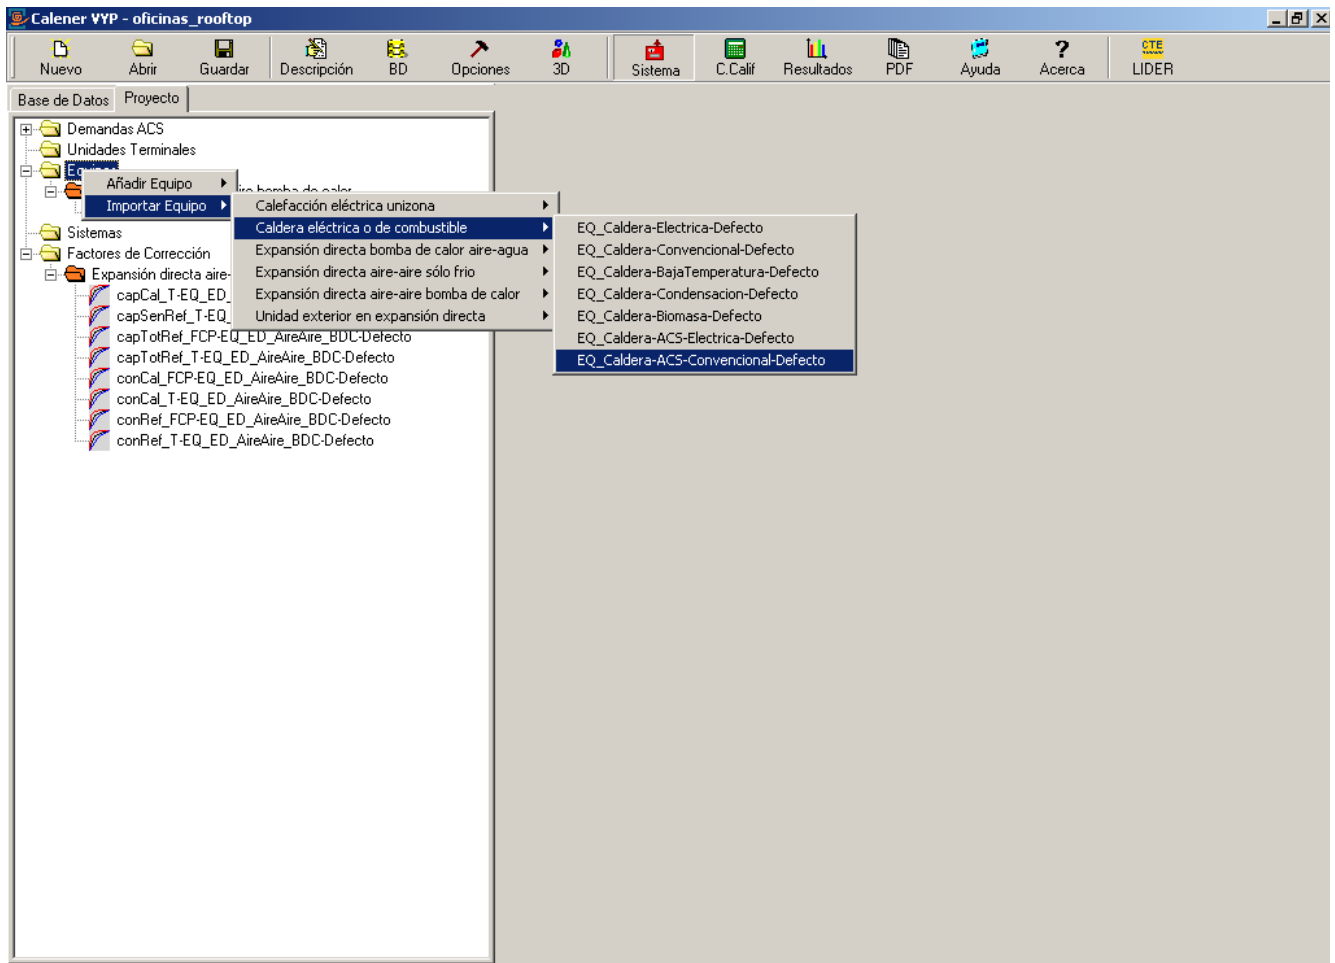 Calener VYP - oficinas_rooftop
Nuevo Abrir Guardar Descripción BD Opciones 3D Sistema C.Calif Resultados PDF Ayuda Acerca CTE LIDER
Base de Datos Proyecto
Demandas ACS
Unidades Terminales
Añadir Equipo
Importar Equipo
Calefacción eléctrica unizona
Caldera eléctrica o de combustible
Expansión directa bomba de calor aire-agua
Expansión directa aire-aire sólo frio
Expansión directa aire-aire bomba de calor
Unidad exterior en expansión directa
EQ_Caldera-Electrica-Defecto
EQ_Caldera-Convencional-Defecto
EQ_Caldera-BajaTemperatura-Defecto
EQ_Caldera-Condensacion-Defecto
EQ_Caldera-Biomasa-Defecto
EQ_Caldera-ACS-Electrica-Defecto
EQ_Caldera-ACS-Convencional-Defecto
Sistemas
Factores de Corrección
Expansión directa aire-
capCal_T-EQ_ED_
capSenRef_T-EQ_
capTotRef_FCP-EQ_ED_AireAire_BDC-Defecto
capTotRef_T-EQ_ED_AireAire_BDC-Defecto
conCal_FCP-EQ_ED_AireAire_BDC-Defecto
conCal_T-EQ_ED_AireAire_BDC-Defecto
conRef_FCP-EQ_ED_AireAire_BDC-Defecto
conRef_T-EQ_ED_AireAire_BDC-Defecto